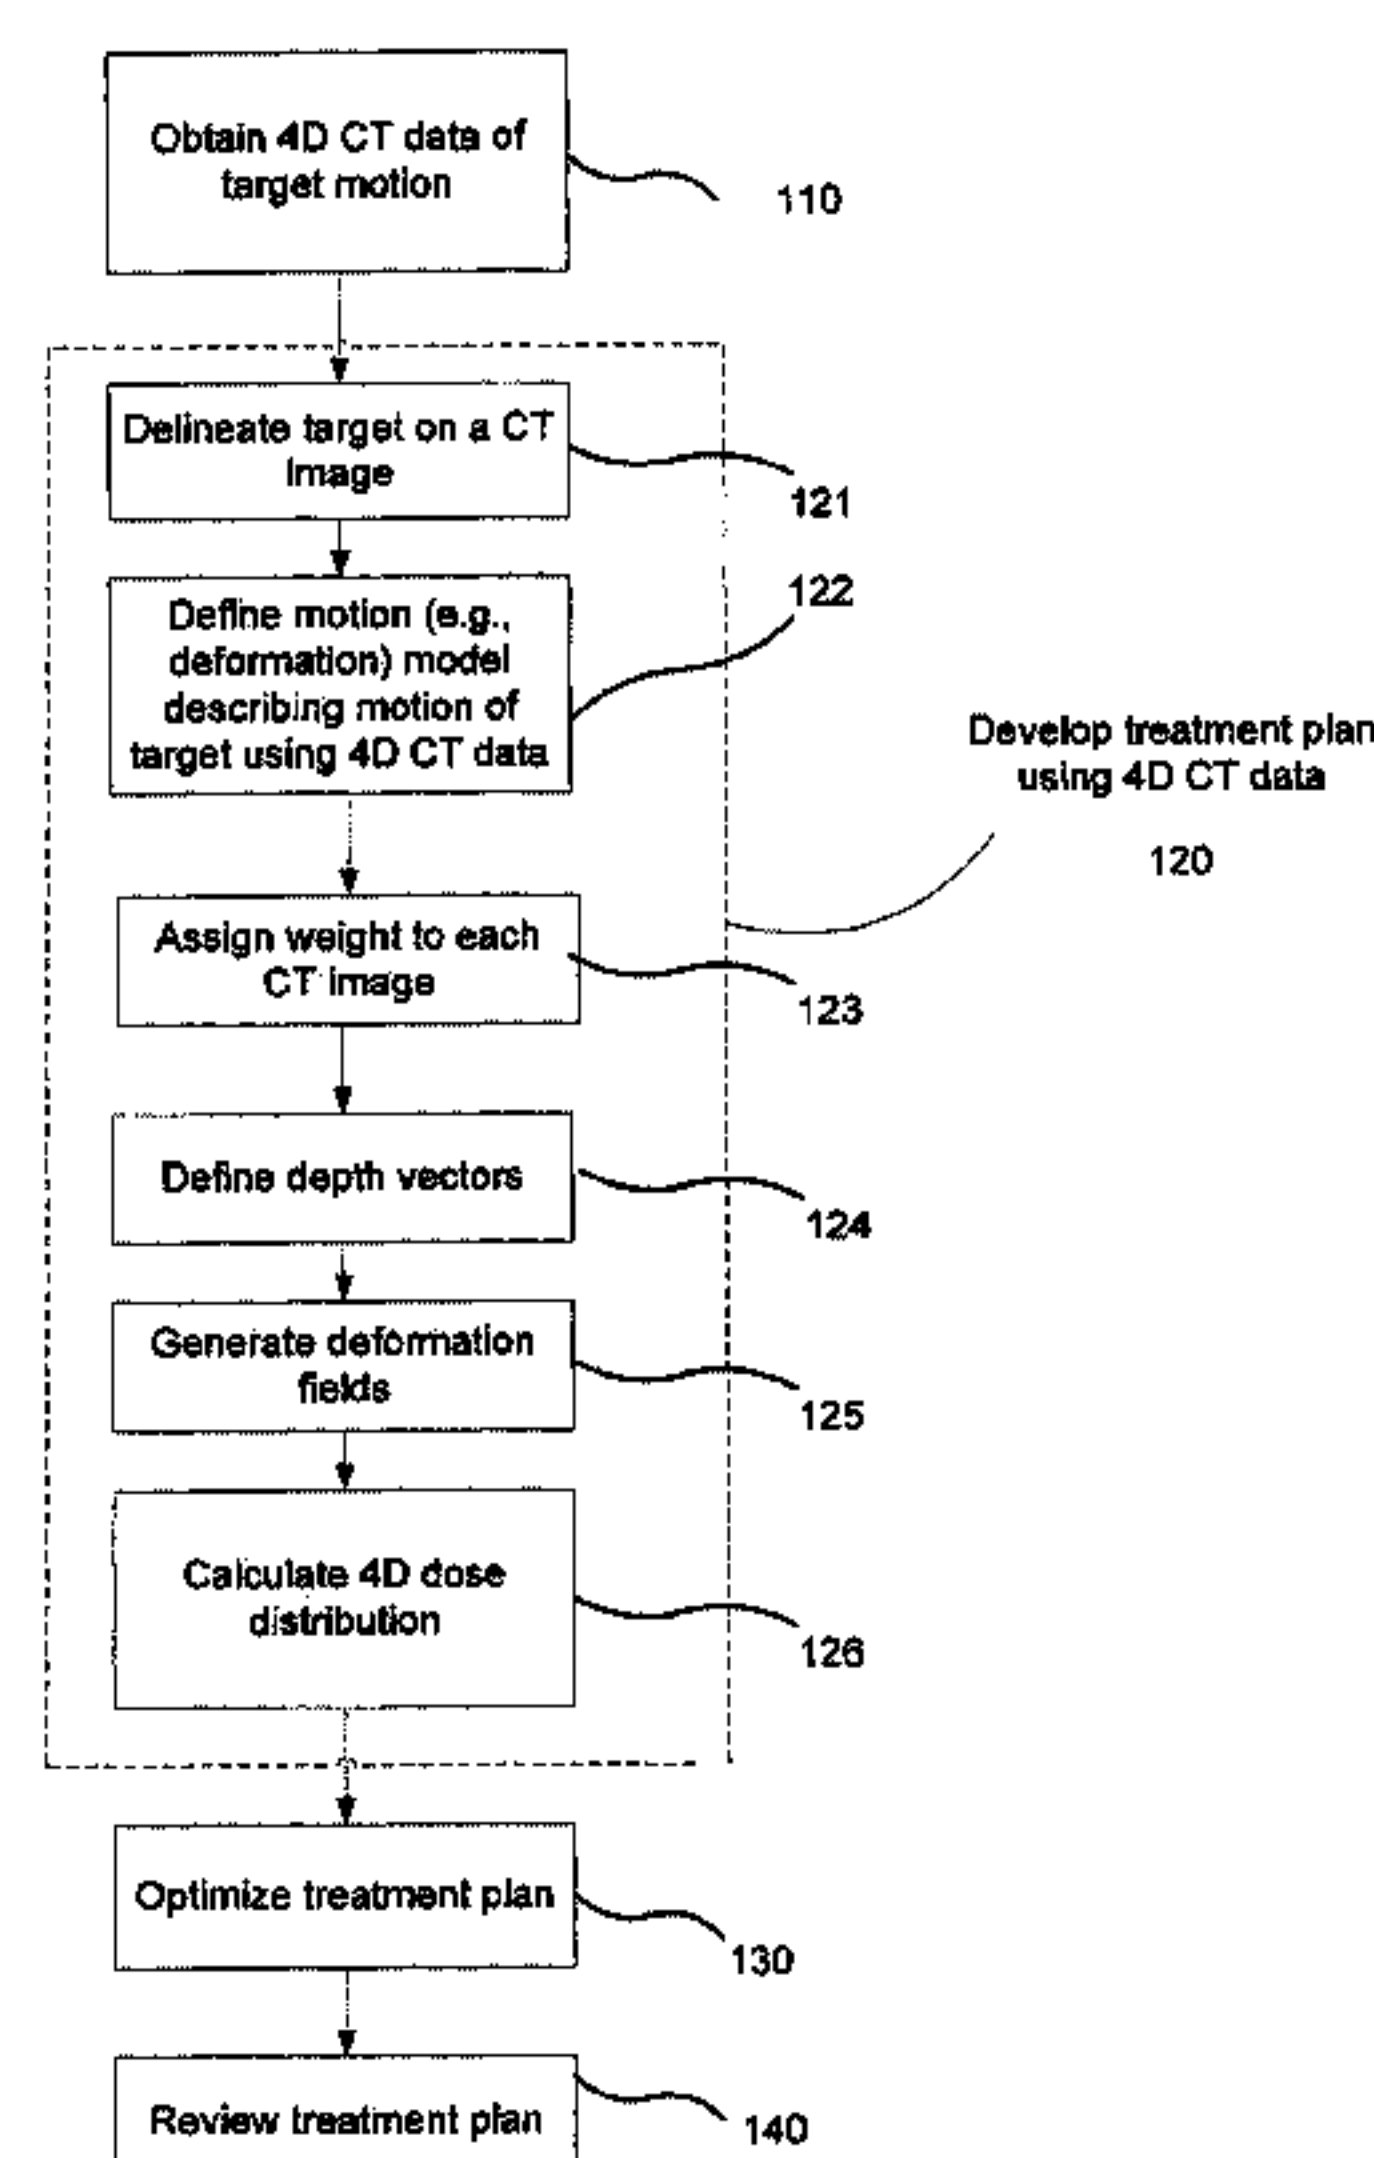 Obtain 4D CT data of
target motion
110
Delineate target on a CT
image
121
Define motion (e.g.,
deformation) model
describing motion of
target using 4D CT data
122
Develop treatment plan
using 4D CT data
120
Assign weight to each
CT image
123
Define depth vectors
124
Generate deformation
fields
125
Calculate 4D dose
distribution
126
Optimize treatment plan
130
Review treatment plan
140